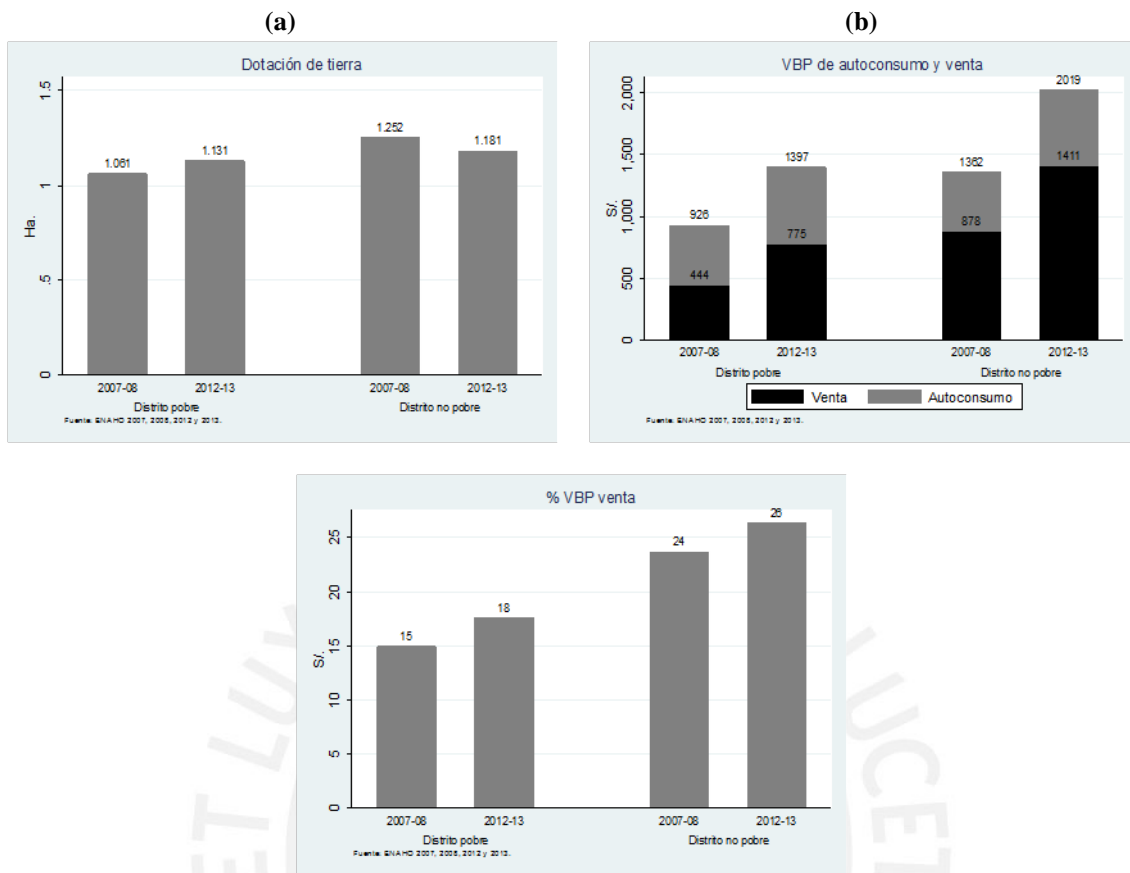 (a)
Dotación de tierra
Ha.
1.5
1
.5
0
1.061
1.131
1.252
1.181
2007-08 2012-13 2007-08 2012-13
Distrito pobre Distrito no pobre
Fuente: ENAHO 2007, 2008, 2012 y 2013.
(b)
VBP de autoconsumo y venta
S/.
2,000
1,500
1,000
500
0
926
444
1397
775
1362
878
2019
1411
2007-08 2012-13 2007-08 2012-13
Distrito pobre Distrito no pobre
Venta Autoconsumo
Fuente: ENAHO 2007, 2008, 2012 y 2013.
% VBP venta
S/.
25
20
15
10
5
0
15
18
24
26
2007-08 2012-13 2007-08 2012-13
Distrito pobre Distrito no pobre
Fuente: ENAHO 2007, 2008, 2012 y 2013.
ET LUX
LUCET